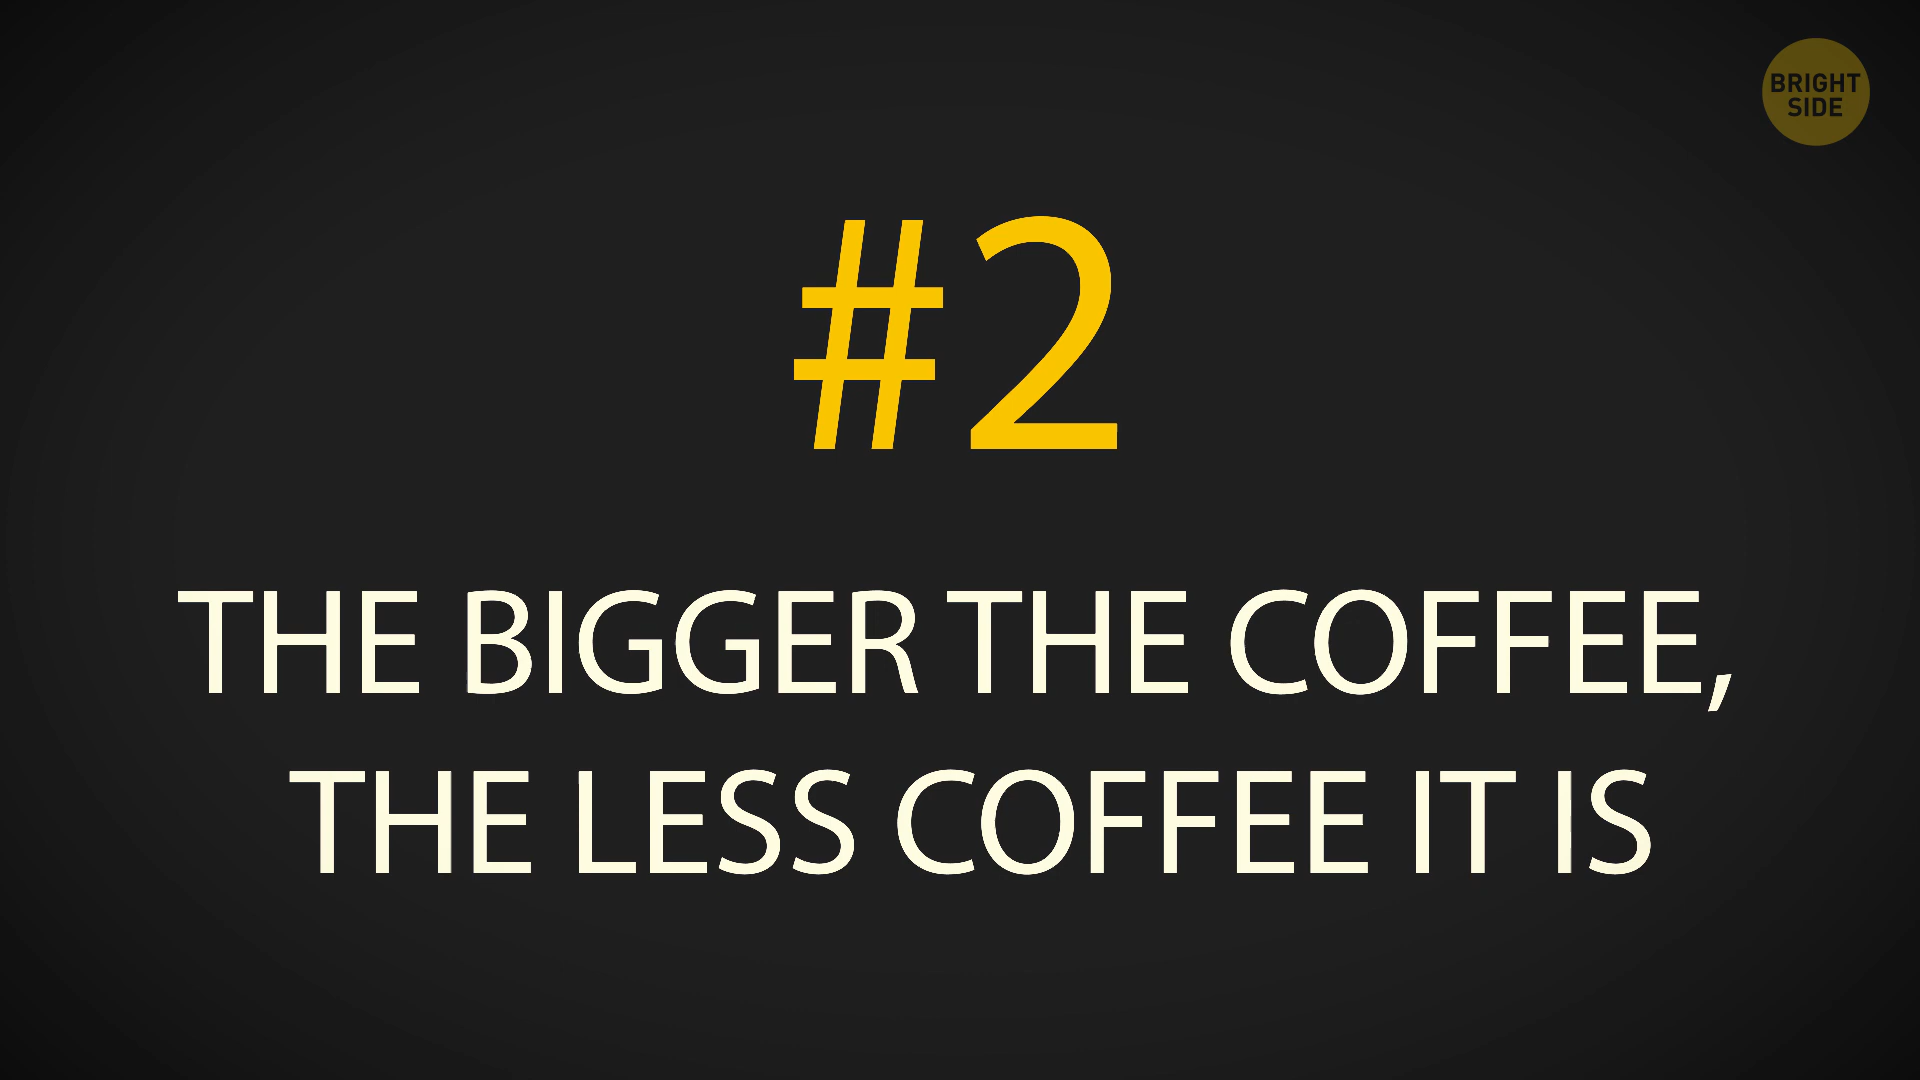 BRIGHT
SIDE
#2
THE BIGGER THE COFFEE,
THE LESS COFFEE IT IS